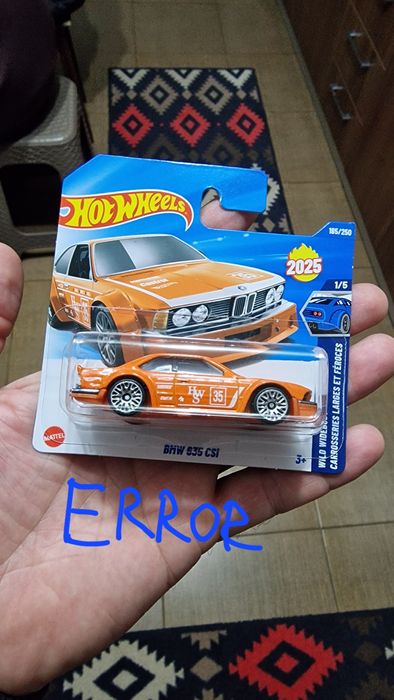 HOT WHEELS
185/250
2025
1/5
WILD WIDEBODIES
CARROSSERIES LARGES ET FÉROCES
35
MATTEL
BMW 635 CSI
3+
ERROR